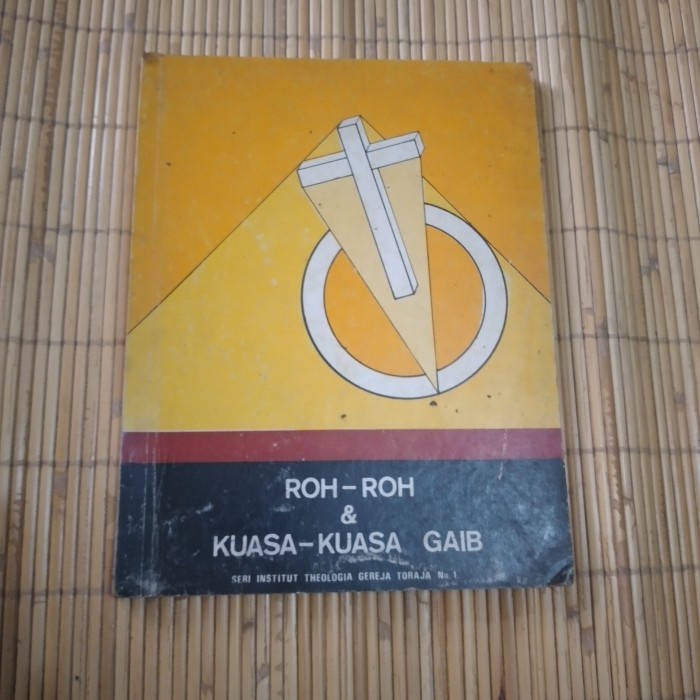 ROH-ROH
&
KUASA-KUASA GAIB
SERI INSTITUT THEOLOGIA GEREJA TORAJA No. 1